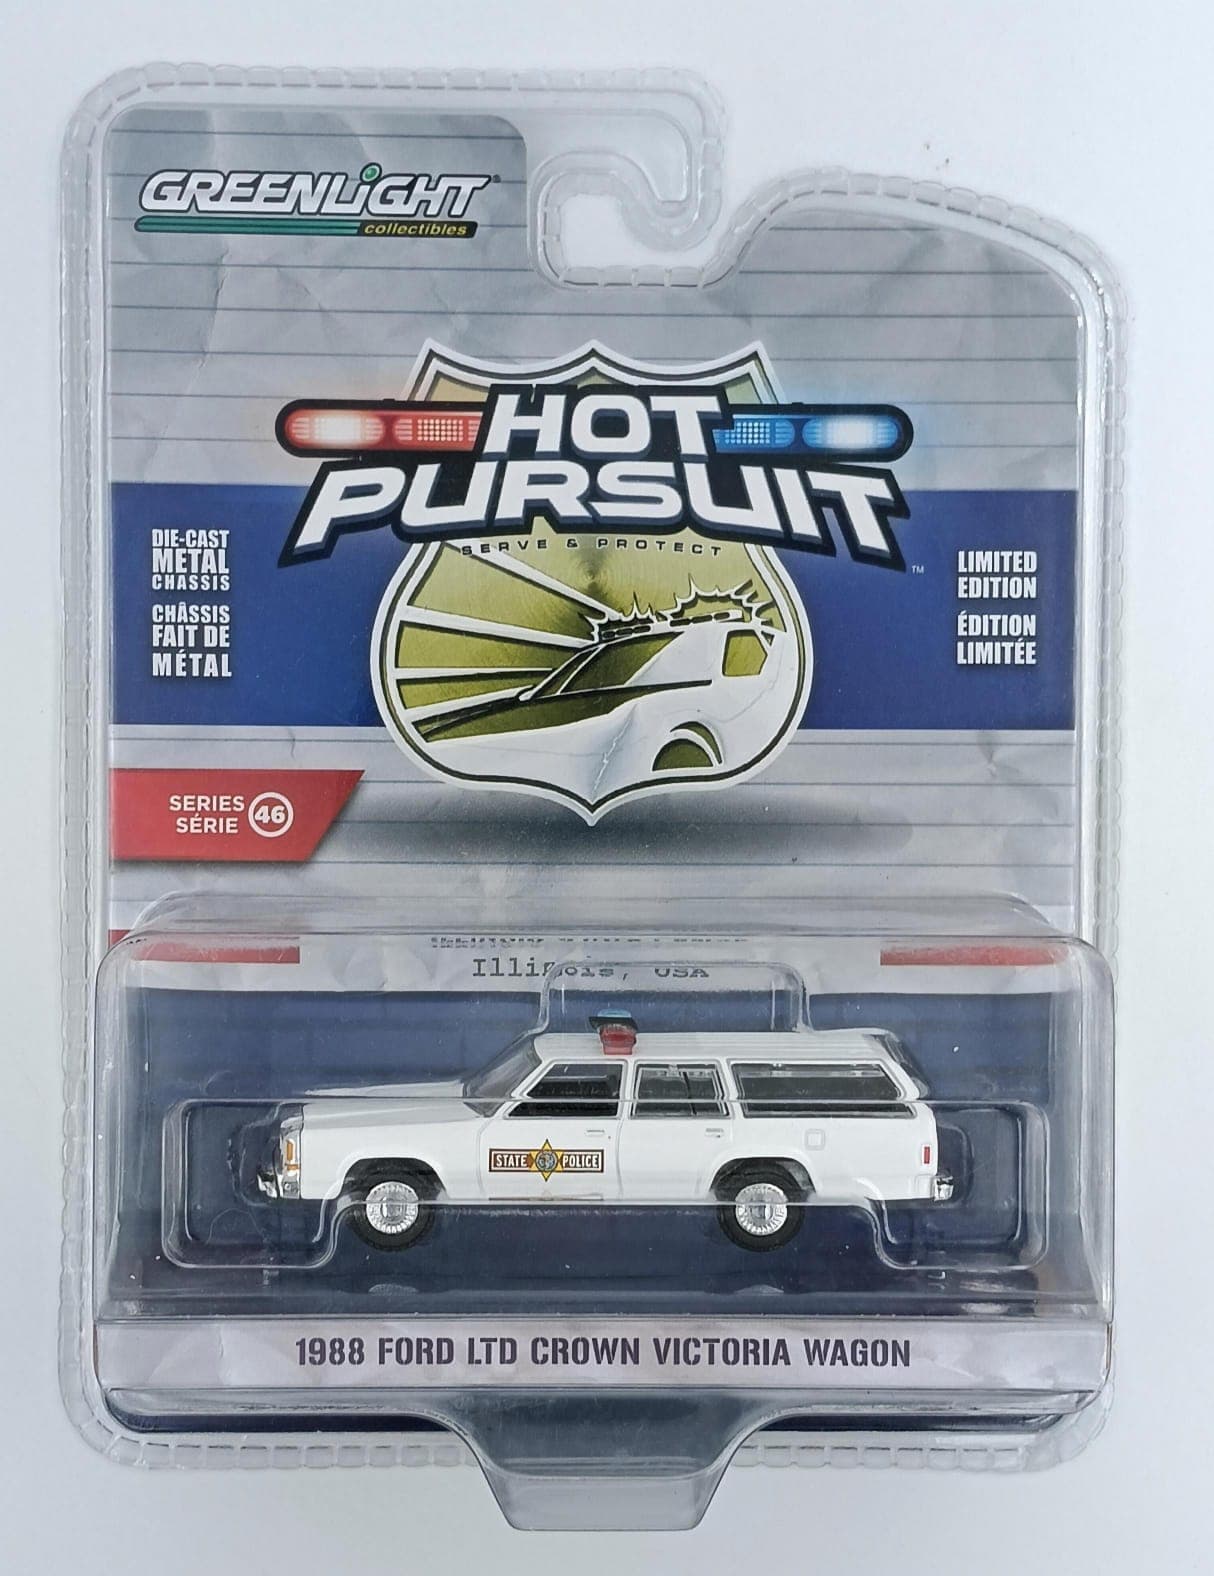 GREENLIGHT
collectibles
HOT
PURSUIT
SERVE & PROTECT
™
DIE-CAST
METAL
CHASSIS
CHÂSSIS
FAIT DE
MÉTAL
LIMITED
EDITION
ÉDITION
LIMITÉE
SERIES
SÉRIE
46
Illinois, USA
STATE POLICE
1988 FORD LTD CROWN VICTORIA WAGON